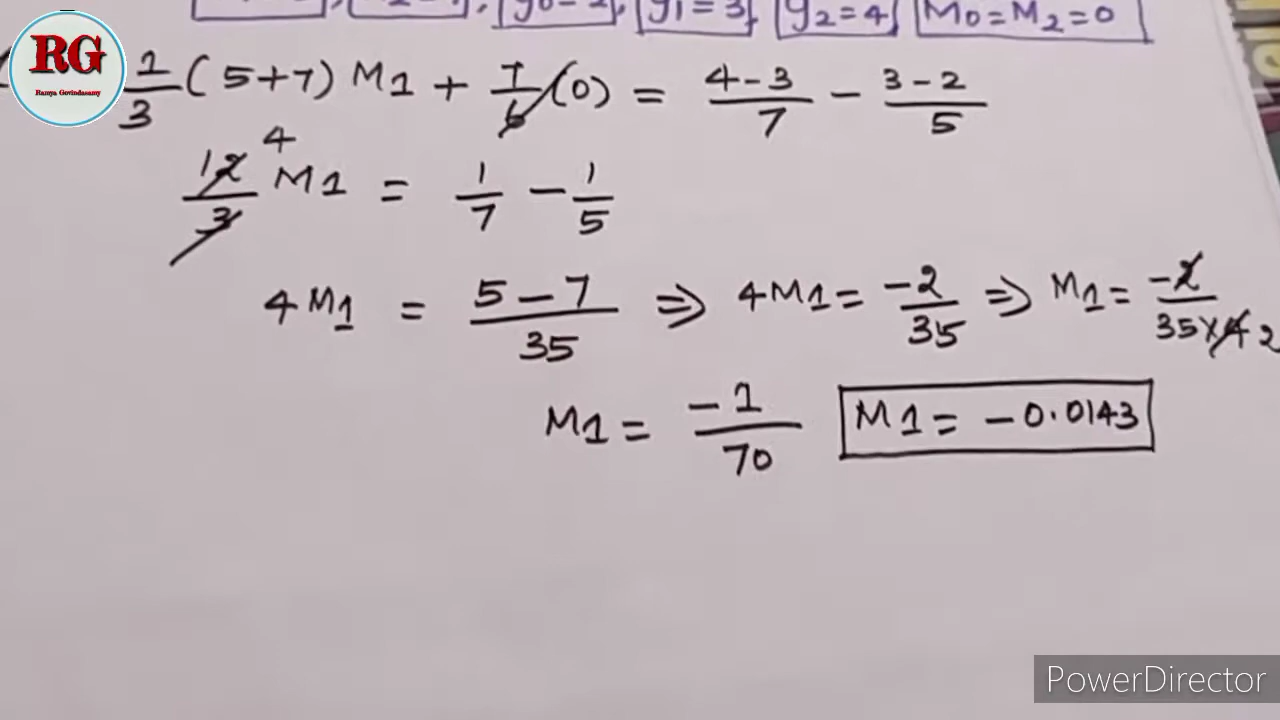 y0=2, y1=3, y2=4, M0=M2=0
RG
Ramya Govindasamy
1/3 (5+7) M1 + 7/6 (0) = 4-3/7 - 3-2/5
12/3 4 M1 = 1/7 - 1/5
4M1 = 5-7/35 ⇒ 4M1 = -2/35 ⇒ M1 = -2/35×4 2
M1 = -1/70 M1 = -0.0143
PowerDirector